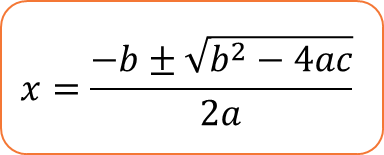 x = (-b ± √(b² − 4ac)) / 2a